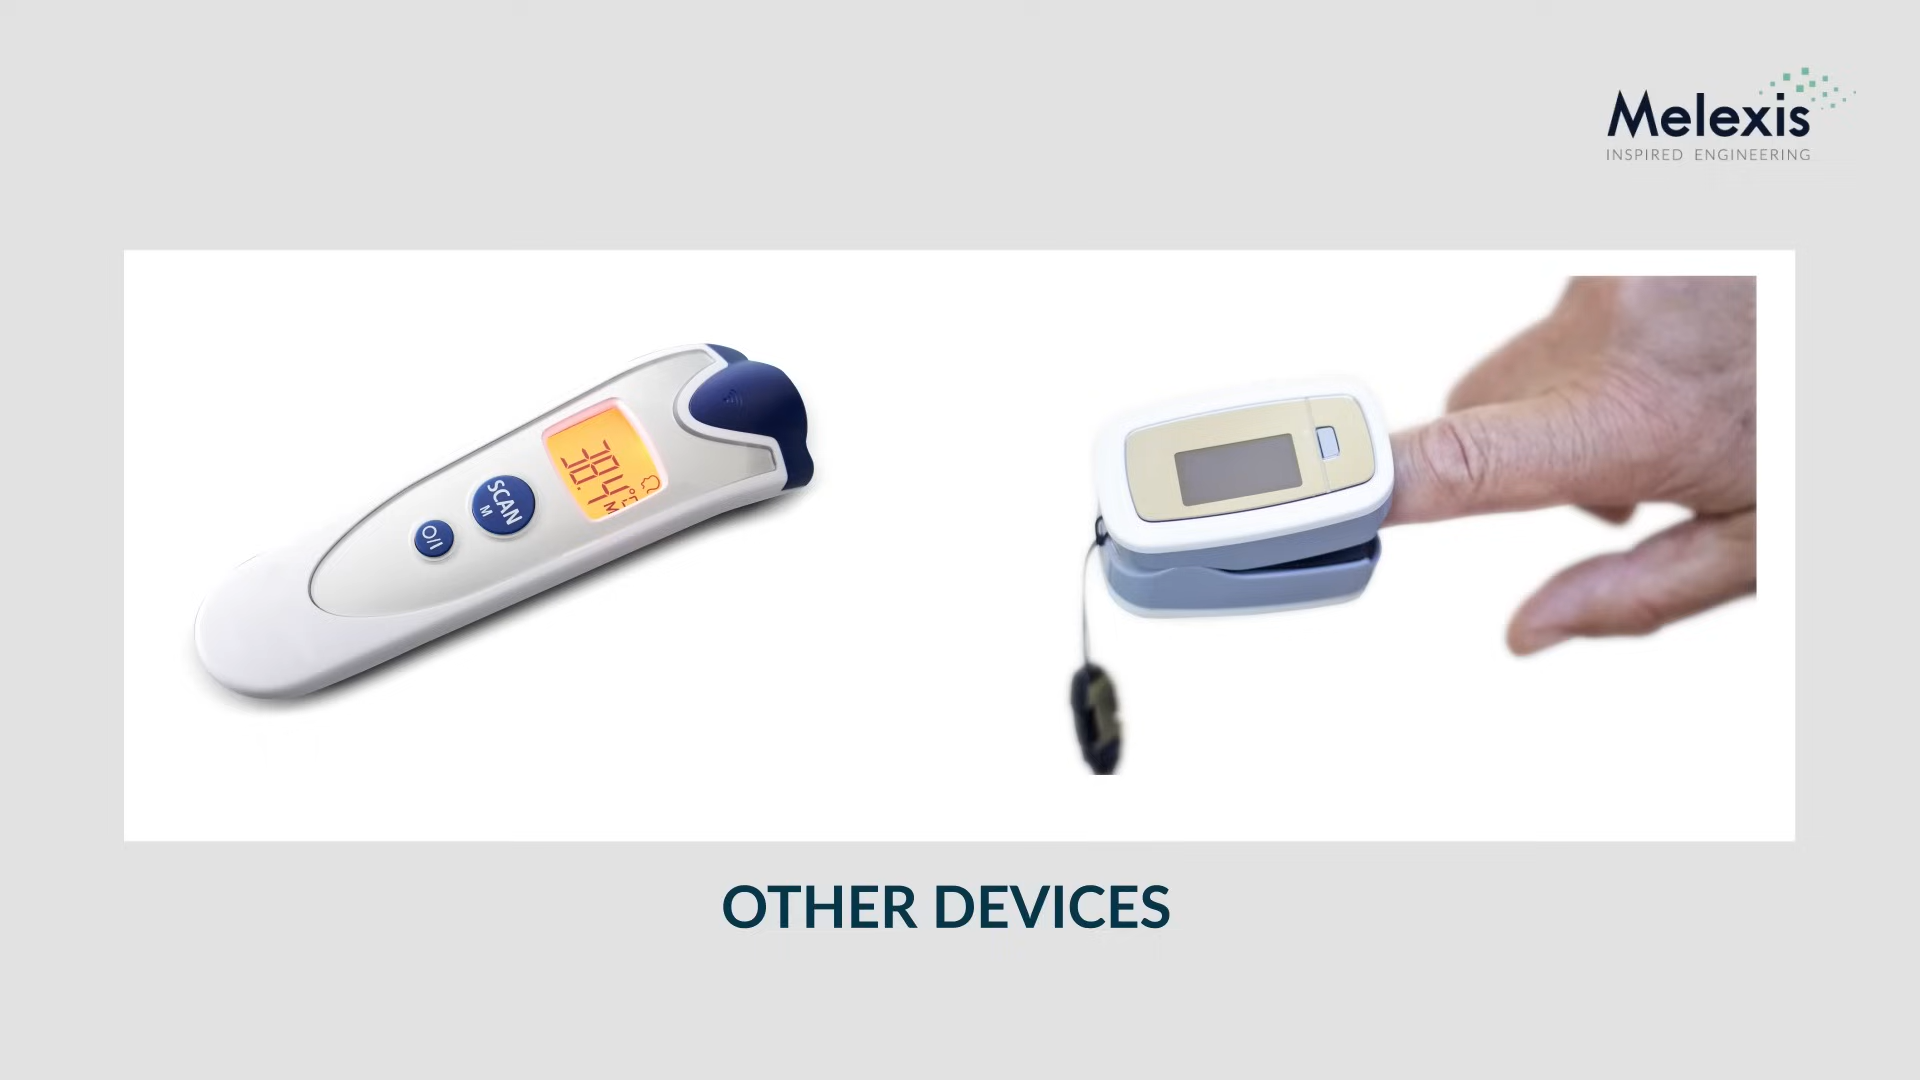 Melexis
INSPIRED ENGINEERING
38.4°C
M
SCAN
M
O/I
OTHER DEVICES